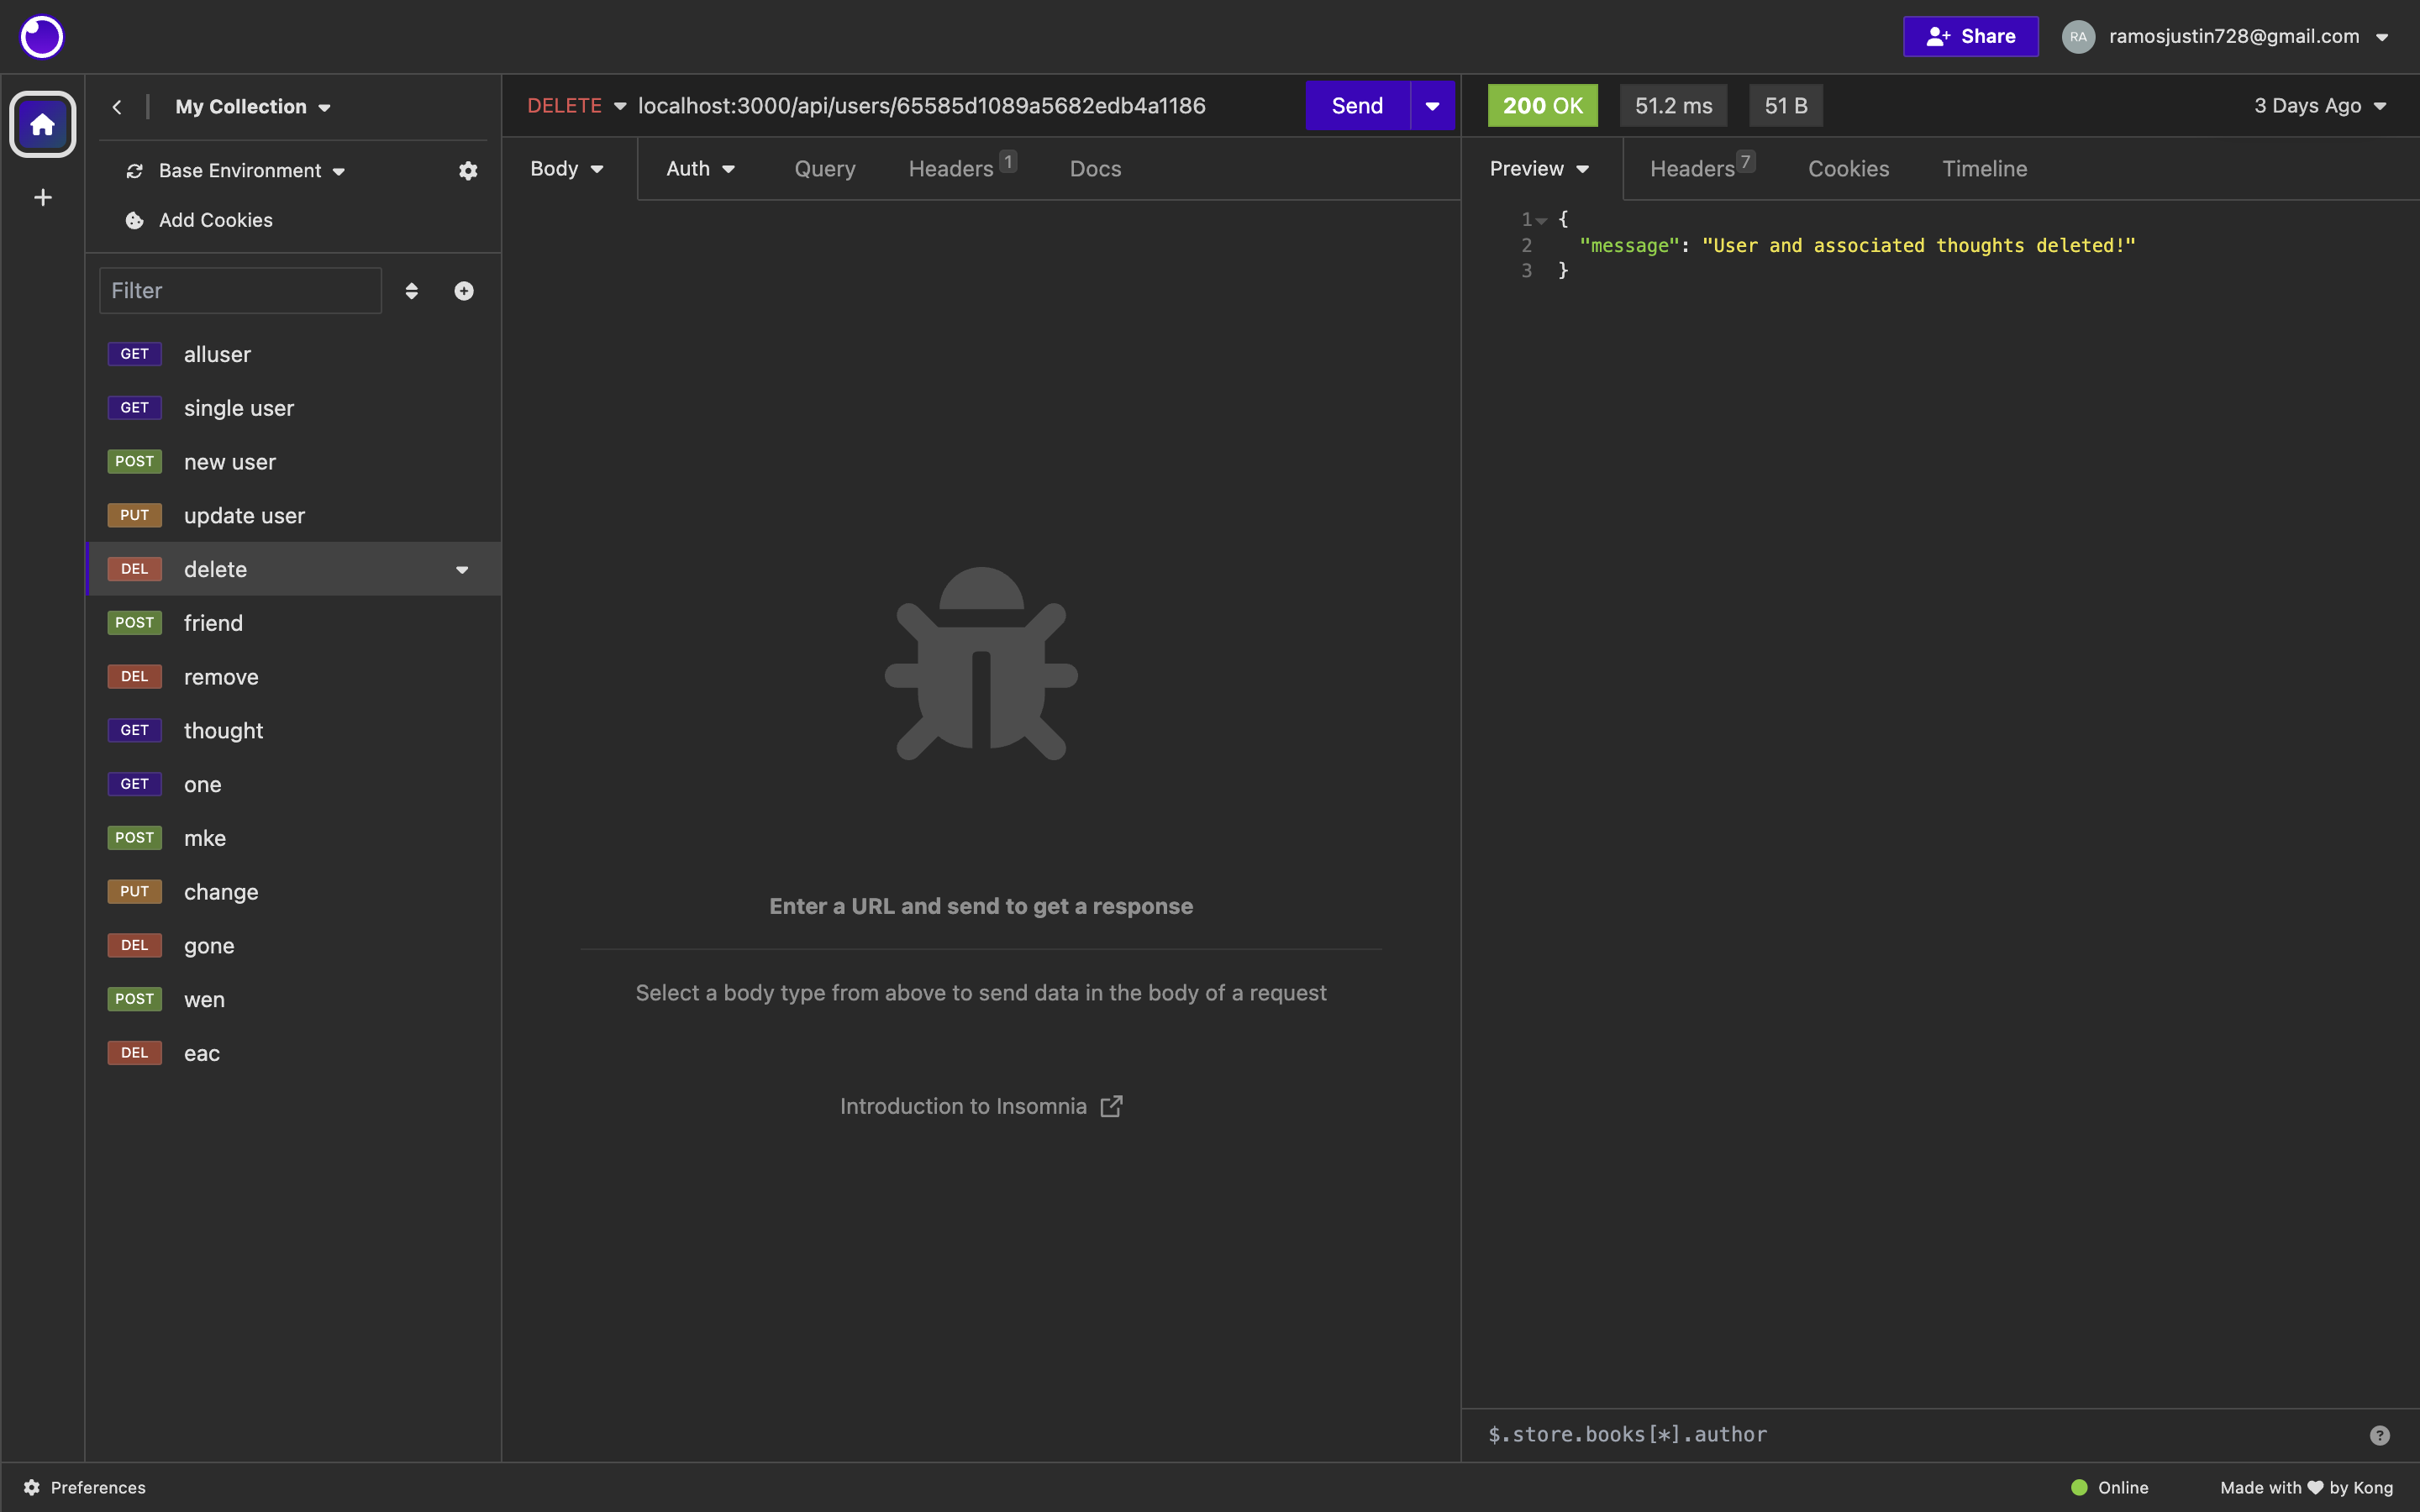 Share
RA
ramosjustin728@gmail.com
My Collection
DELETE
localhost:3000/api/users/65585d1089a5682edb4a1186
Send
200 OK
51.2 ms
51 B
3 Days Ago
Base Environment
Body
Auth
Query
Headers 1
Docs
Preview
Headers 7
Cookies
Timeline
Add Cookies
1 {
2 "message": "User and associated thoughts deleted!"
3 }
Filter
GET alluser
GET single user
POST new user
PUT update user
DEL delete
POST friend
DEL remove
GET thought
GET one
POST mke
PUT change
DEL gone
POST wen
DEL eac
Enter a URL and send to get a response
Select a body type from above to send data in the body of a request
Introduction to Insomnia
$.store.books[*].author
?
Preferences
Online
Made with ♥ by Kong